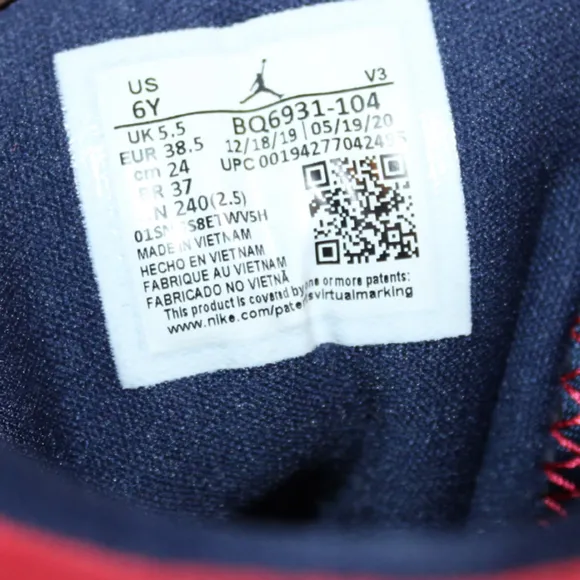 US
6Y
V3
UK 5.5
EUR 38.5
cm 24
BR 37
CN 240(2.5)
BQ6931-104
12/18/19 | 05/19/20
UPC 00194277042495
MADE IN VIETNAM
HECHO EN VIETNAM
FABRIQUE AU VIETNAM
FABRICADO NO VIETNÃ
This product is covered by one or more patents:
www.nike.com/patents virtualmarking